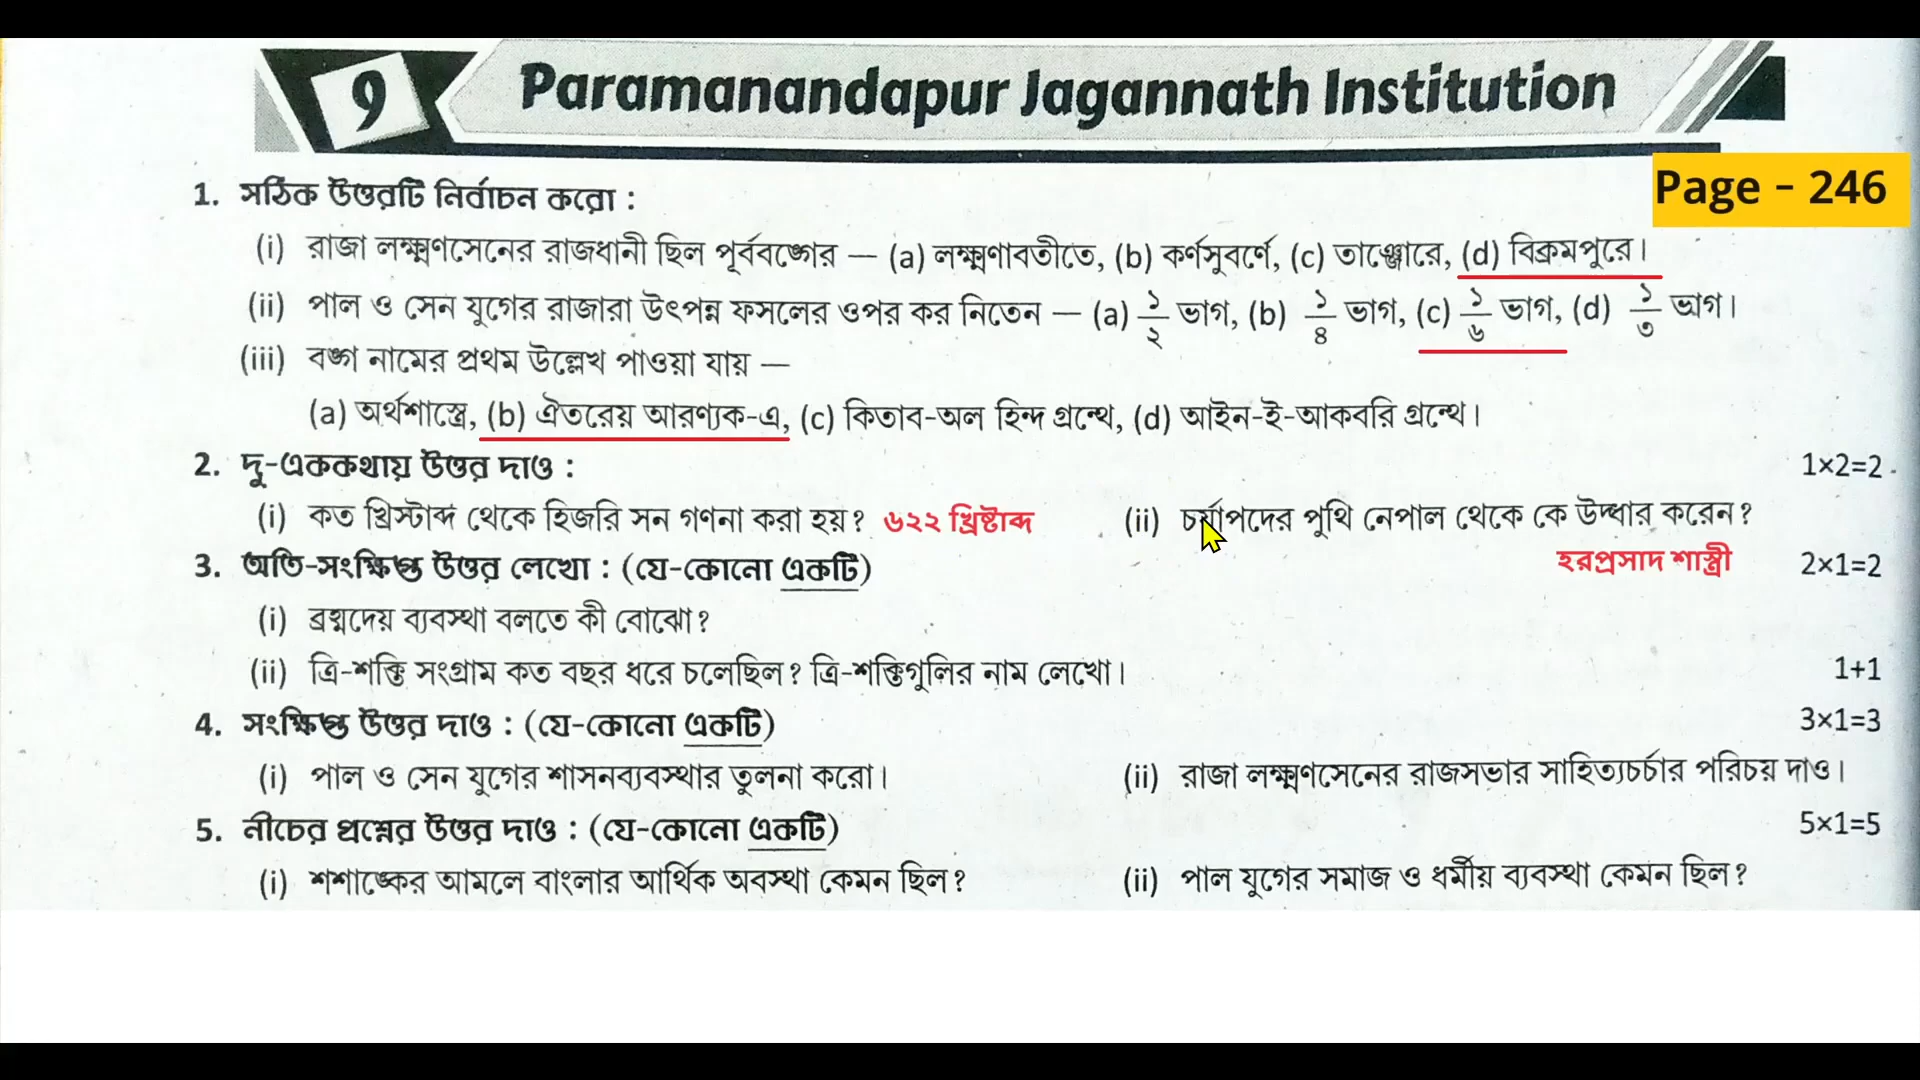 9 Paramanandapur Jagannath Institution
Page - 246
1. সঠিক উত্তরটি নির্বাচন করো :
(i) রাজা লক্ষ্মণসেনের রাজধানী ছিল পূর্ববঙ্গের — (a) লক্ষ্মণাবতীতে, (b) কর্ণসুবর্ণে, (c) তাঞ্জোরে, (d) বিক্রমপুরে।
(ii) পাল ও সেন যুগের রাজারা উৎপন্ন ফসলের ওপর কর নিতেন — (a) ১/২ ভাগ, (b) ১/৪ ভাগ, (c) ১/৬ ভাগ, (d) ১/৩ ভাগ।
(iii) বঙ্গ নামের প্রথম উল্লেখ পাওয়া যায় —
(a) অর্থশাস্ত্রে, (b) ঐতরেয় আরণ্যক-এ, (c) কিতাব-অল হিন্দ গ্রন্থে, (d) আইন-ই-আকবরি গ্রন্থে।
2. দু-এককথায় উত্তর দাও : 1×2=2
(i) কত খ্রিস্টাব্দ থেকে হিজরি সন গণনা করা হয়? ৬২২ খ্রিষ্টাব্দ (ii) চর্যাপদের পুথি নেপাল থেকে কে উদ্ধার করেন?
হরপ্রসাদ শাস্ত্রী
3. অতি-সংক্ষিপ্ত উত্তর লেখো : (যে-কোনো একটি) 2×1=2
(i) ব্রহ্মদেয় ব্যবস্থা বলতে কী বোঝো?
(ii) ত্রি-শক্তি সংগ্রাম কত বছর ধরে চলেছিল? ত্রি-শক্তিগুলির নাম লেখো। 1+1
4. সংক্ষিপ্ত উত্তর দাও : (যে-কোনো একটি) 3×1=3
(i) পাল ও সেন যুগের শাসনব্যবস্থার তুলনা করো। (ii) রাজা লক্ষ্মণসেনের রাজসভার সাহিত্যচর্চার পরিচয় দাও।
5. নীচের প্রশ্নের উত্তর দাও : (যে-কোনো একটি) 5×1=5
(i) শশাঙ্কের আমলে বাংলার আর্থিক অবস্থা কেমন ছিল? (ii) পাল যুগের সমাজ ও ধর্মীয় ব্যবস্থা কেমন ছিল?